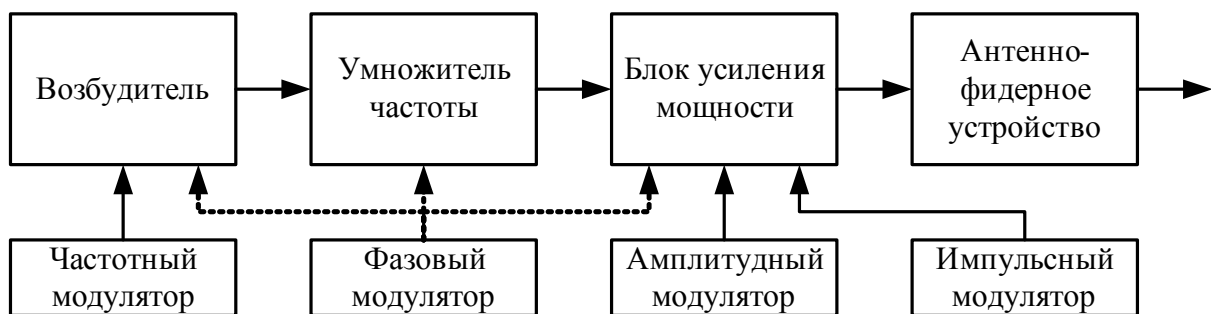 Возбудитель
Умножитель
частоты
Блок усиления
мощности
Антенно-
фидерное
устройство
Частотный
модулятор
Фазовый
модулятор
Амплитудный
модулятор
Импульсный
модулятор